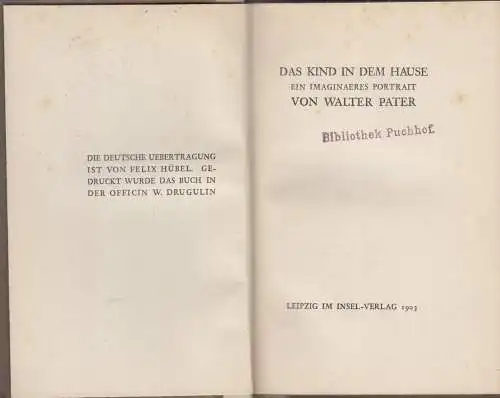 DIE DEUTSCHE UEBERTRAGUNG
IST VON FELIX HÜBEL. GE-
DRUCKT WURDE DAS BUCH IN
DER OFFICIN W. DRUGULIN
DAS KIND IN DEM HAUSE
EIN IMAGINAERES PORTRAIT
VON WALTER PATER
Bibliothek Puchhof.
LEIPZIG IM INSEL-VERLAG 1903